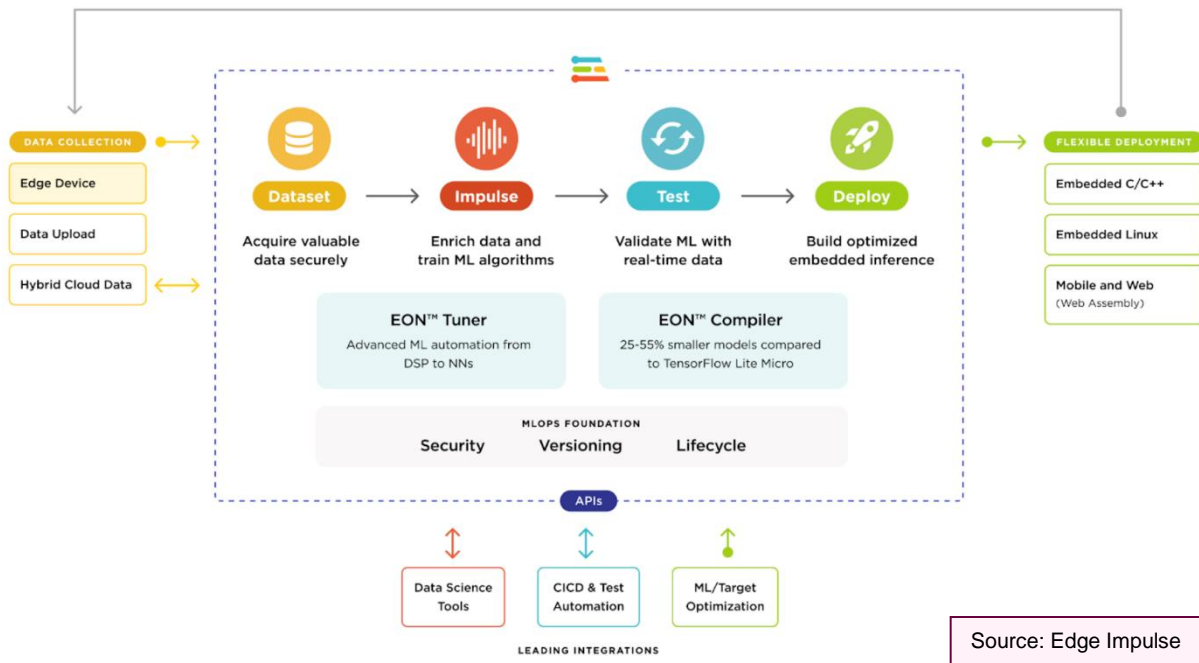 DATA COLLECTION
Edge Device
Data Upload
Hybrid Cloud Data
Dataset
Impulse
Test
Deploy
Acquire valuable
data securely
Enrich data and
train ML algorithms
Validate ML with
real-time data
Build optimized
embedded inference
EON™ Tuner
Advanced ML automation from
DSP to NNs
EON™ Compiler
25-55% smaller models compared
to TensorFlow Lite Micro
MLOPS FOUNDATION
Security Versioning Lifecycle
APIs
FLEXIBLE DEPLOYMENT
Embedded C/C++
Embedded Linux
Mobile and Web
(Web Assembly)
Data Science
Tools
CICD & Test
Automation
ML/Target
Optimization
LEADING INTEGRATIONS
Source: Edge Impulse